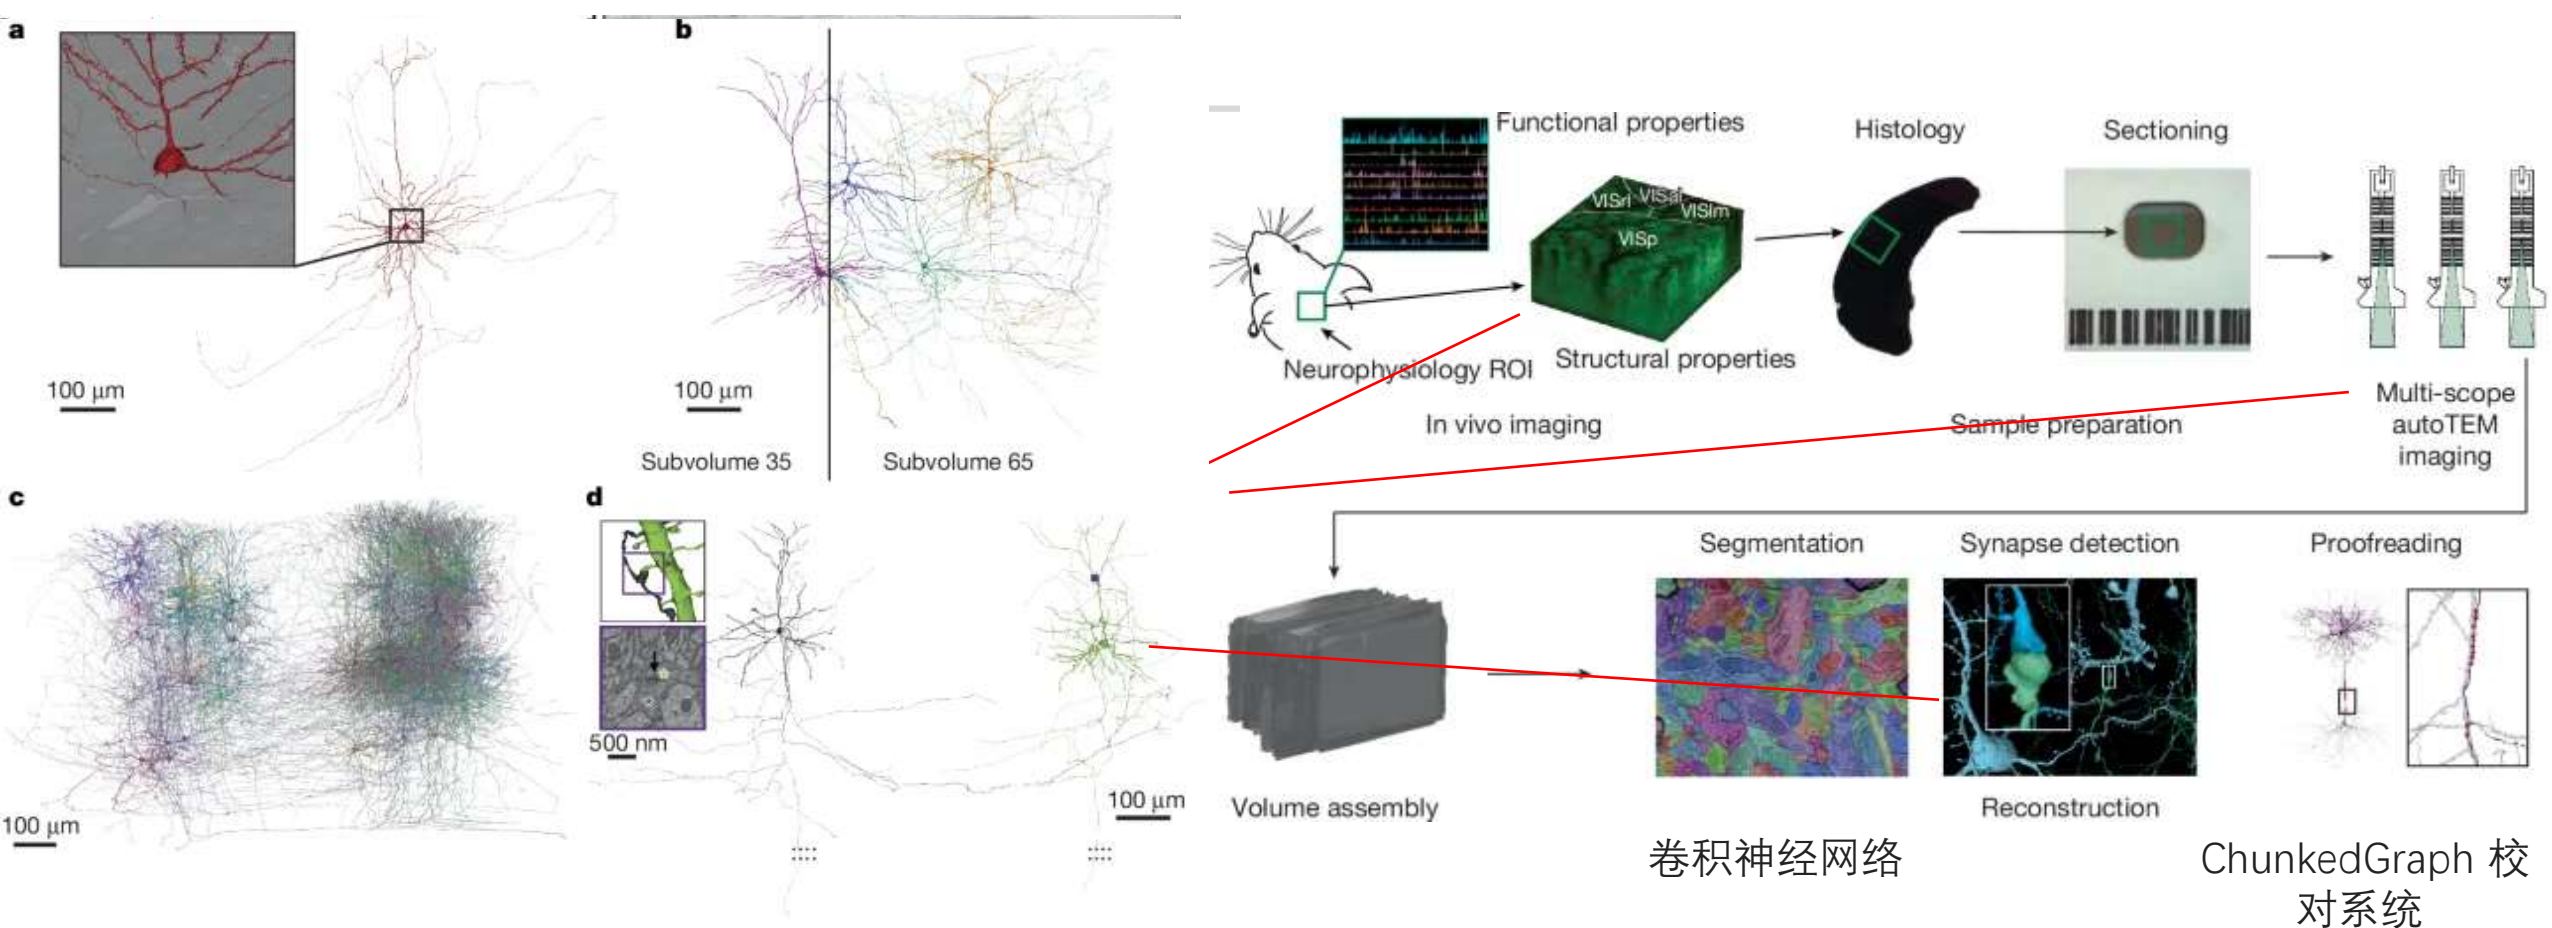 a
100 μm
b
100 μm
Subvolume 35
Subvolume 65
c
100 μm
d
500 nm
100 μm
Functional properties
VISrl
VISal
VISlm
VISp
Neurophysiology ROI
Structural properties
In vivo imaging
Histology
Sectioning
Sample preparation
Multi-scope
autoTEM
imaging
Volume assembly
Segmentation
Synapse detection
Reconstruction
Proofreading
卷积神经网络
ChunkedGraph 校
对系统